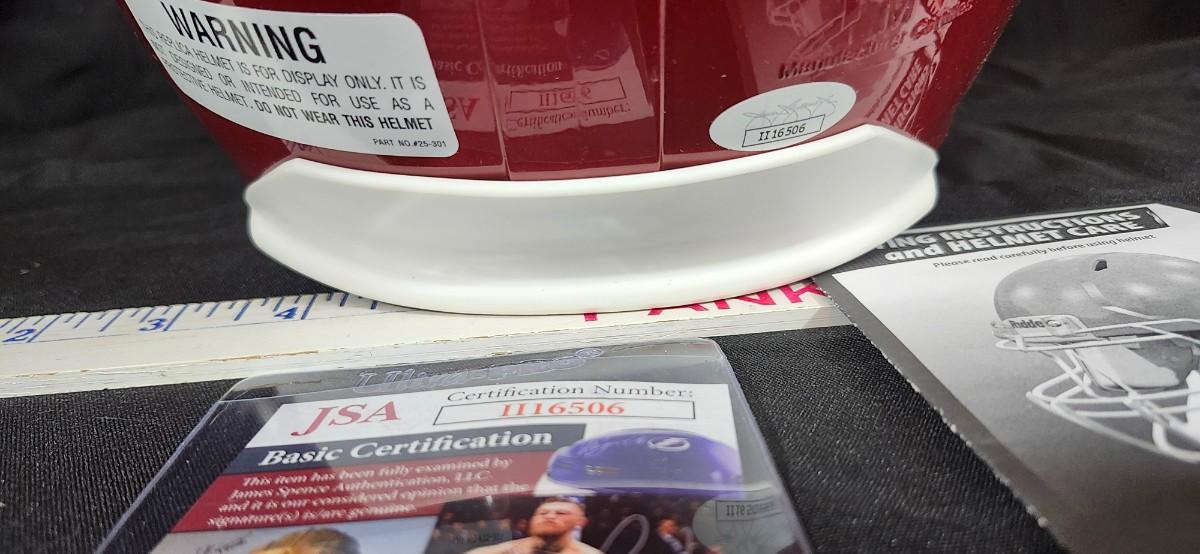 WARNING
REPLICA HELMET IS FOR DISPLAY ONLY. IT IS
DESIGNED OR INTENDED FOR USE AS A
PROTECTIVE HELMET. DO NOT WEAR THIS HELMET
PART NO.#25-301
II16506
2 3 4
INSTRUCTIONS
and HELMET CARE
Please read carefully before using helmet
Riddell
JSA
Certification Number:
II16506
Basic Certification
This item has been fully examined by
James Spence Authentication, LLC.
and it is our considered opinion that the
signature(s) is/are genuine.